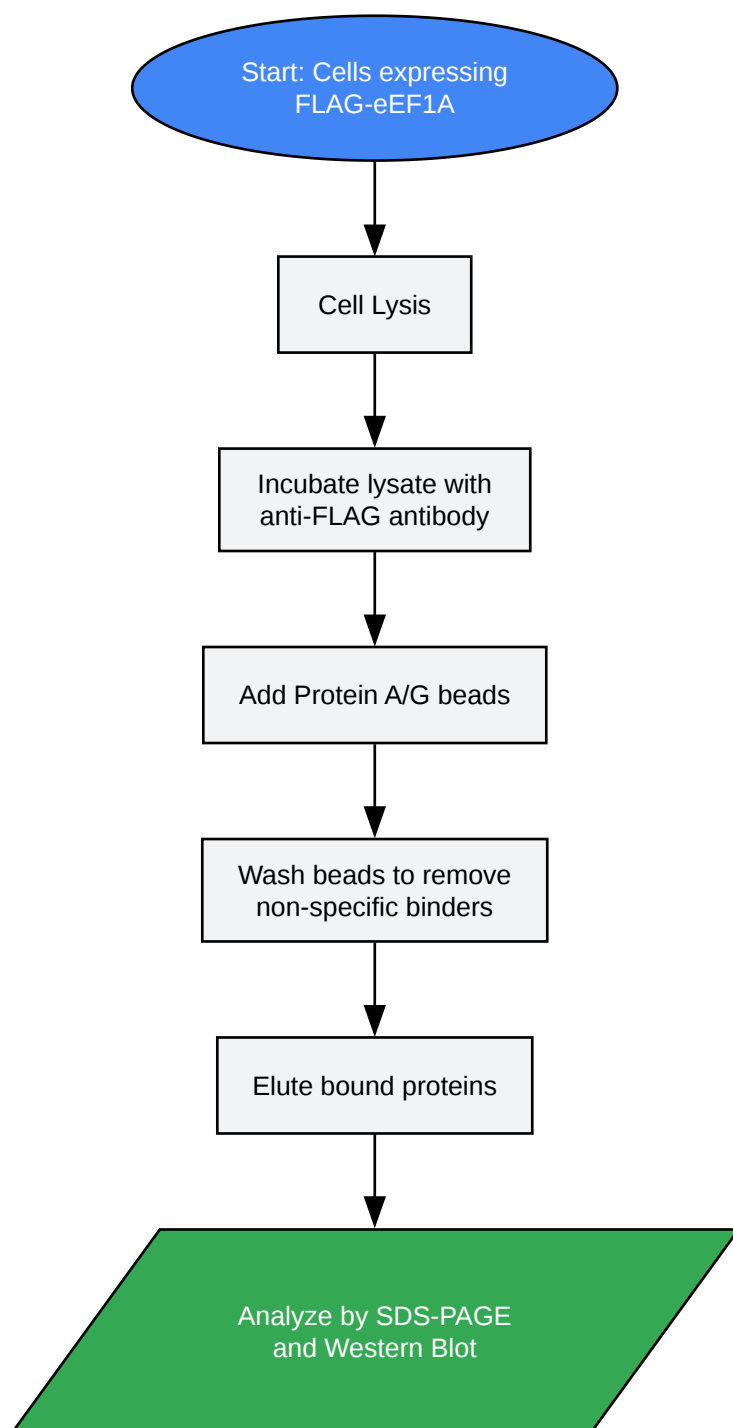 Start: Cells expressing
FLAG-eEF1A
Cell Lysis
Incubate lysate with
anti-FLAG antibody
Add Protein A/G beads
Wash beads to remove
non-specific binders
Elute bound proteins
Analyze by SDS-PAGE
and Western Blot